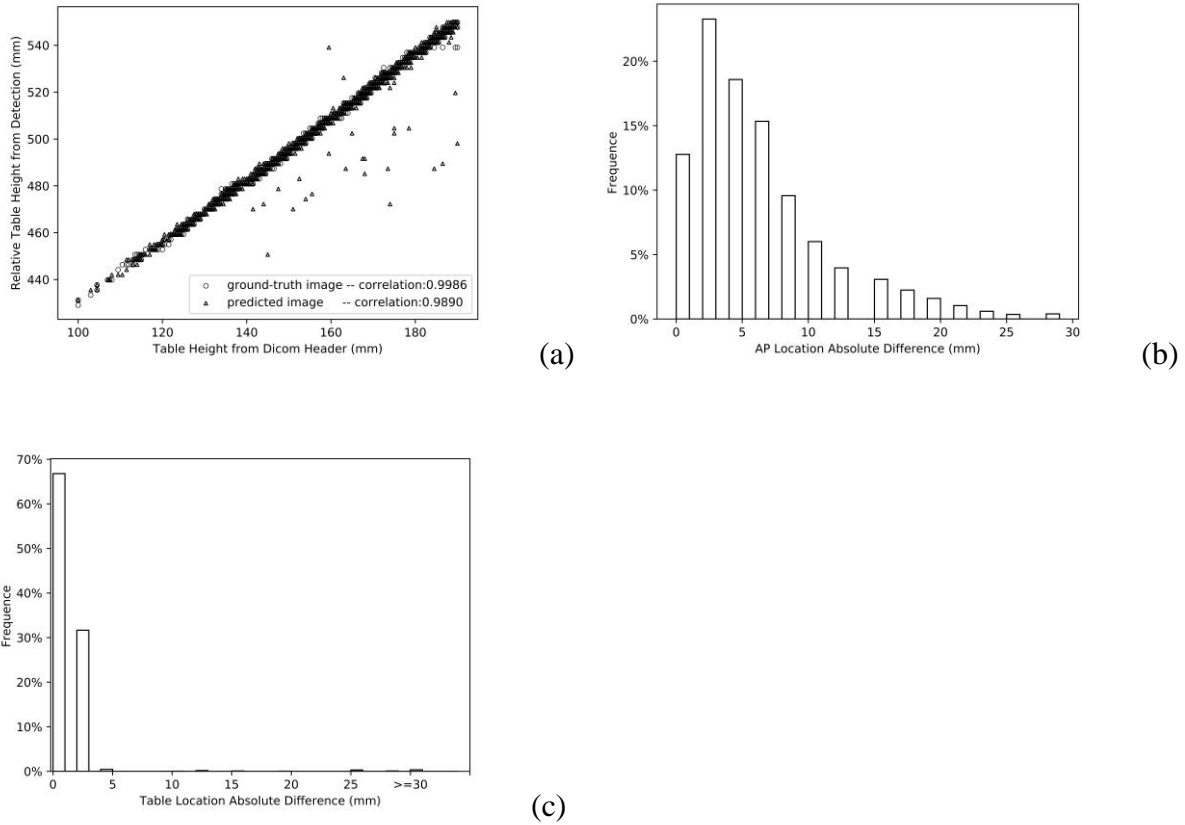 540
520
500
480
460
440
Relative Table Height from Detection (mm)
ground-truth image -- correlation:0.9986
predicted image -- correlation:0.9890
100 120 140 160 180
Table Height from Dicom Header (mm)
(a)
20%
15%
10%
5%
0%
Frequence
0 5 10 15 20 25 30
AP Location Absolute Difference (mm)
(b)
70%
60%
50%
40%
30%
20%
10%
0%
Frequence
0 5 10 15 20 25 >=30
Table Location Absolute Difference (mm)
(c)